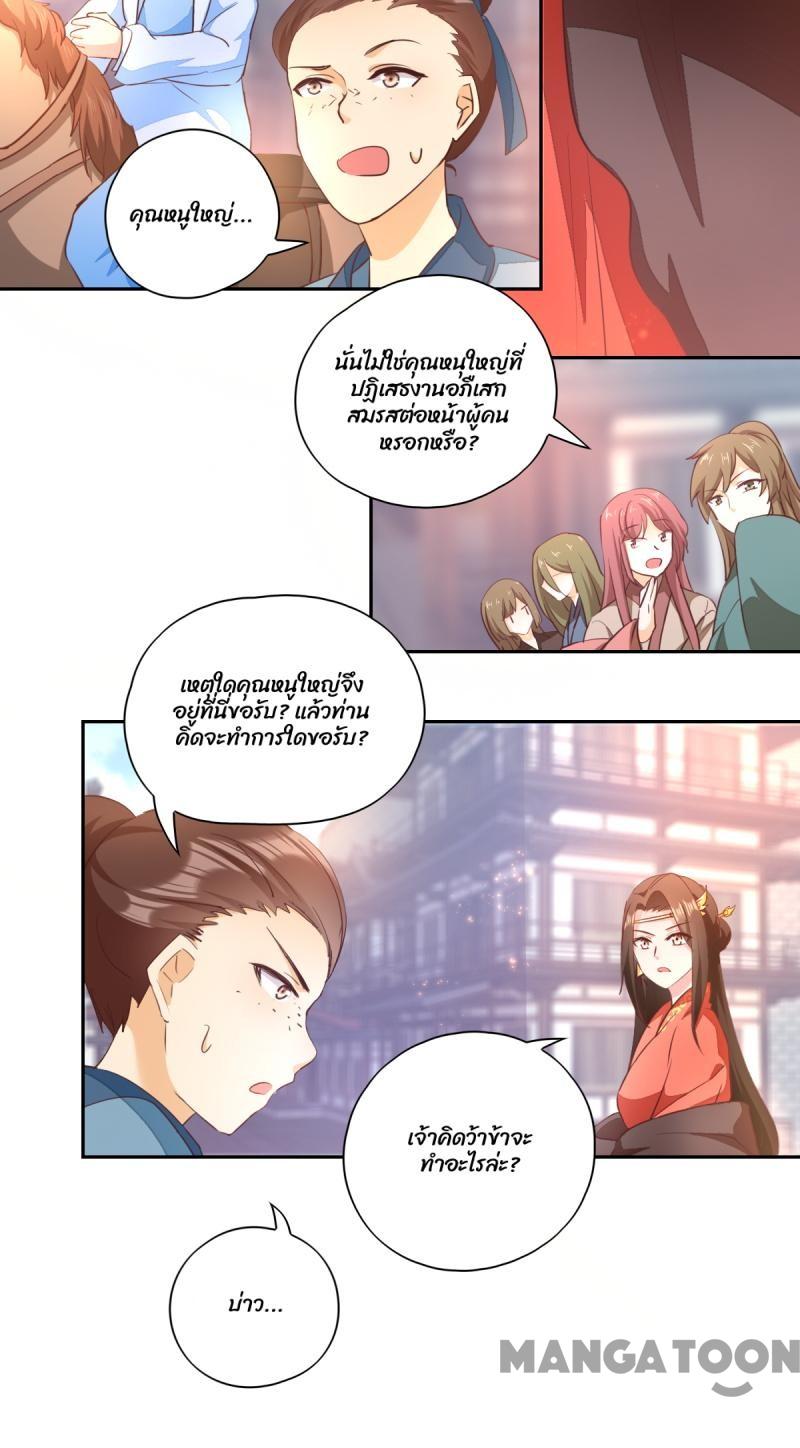 คุณหนูใหญ่...
นั่นไม่ใช่คุณหนุใหญ่ที่
ปฏิเสธงานอภิเสก
สมรสต่อหน้าผู้คน
หรอกหรือ?
เหตุใดคุณหนูใหญ่จึง
อยู่ที่นี่ขอรับ? แล้วท่าน
คิดจะทำการใดขอรับ?
เจ้าคิดว้าข้าจะ
ทำอะไรล่ะ?
บ่าว...
MANGATOON